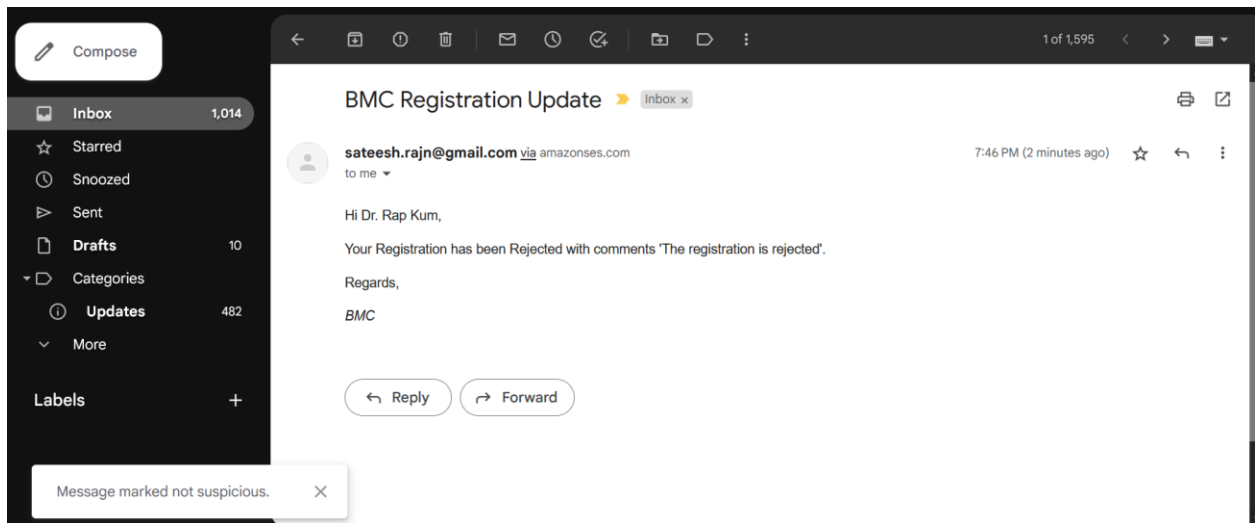 Compose
1 of 1,595
Inbox 1,014
Starred
Snoozed
Sent
Drafts 10
Categories
Updates 482
More
Labels
BMC Registration Update Inbox x
sateesh.rajn@gmail.com via amazonses.com 7:46 PM (2 minutes ago)
to me
Hi Dr. Rap Kum,
Your Registration has been Rejected with comments 'The registration is rejected'.
Regards,
BMC
Reply Forward
Message marked not suspicious.